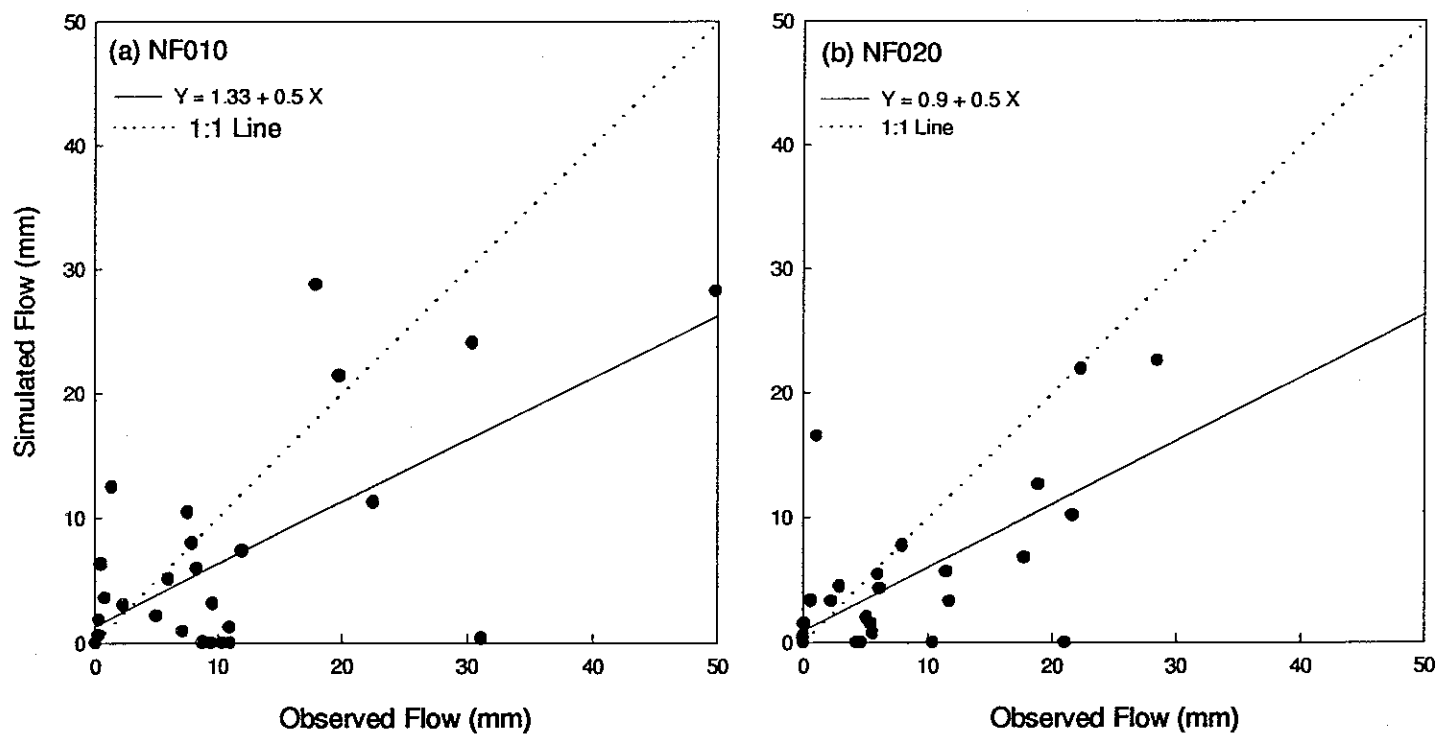 (a) NF010
Y = 1.33 + 0.5 X
1:1 Line
50
40
30
20
10
0
0 10 20 30 40 50
Simulated Flow (mm)
Observed Flow (mm)
(b) NF020
Y = 0.9 + 0.5 X
1:1 Line
50
40
30
20
10
0
0 10 20 30 40 50
Observed Flow (mm)